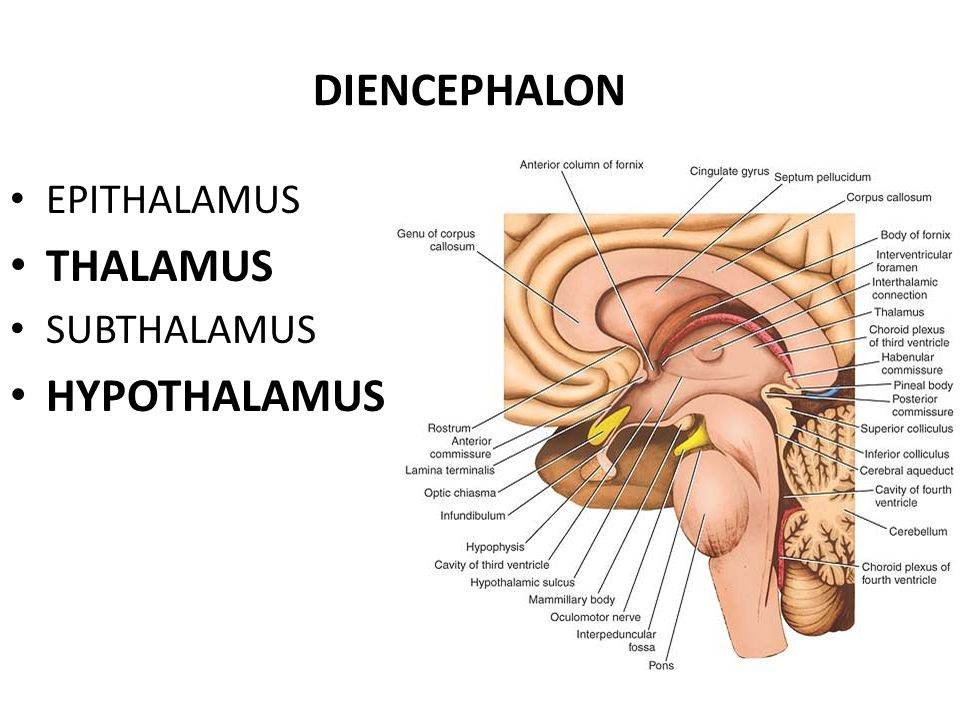 DIENCEPHALON
• EPITHALAMUS
• THALAMUS
• SUBTHALAMUS
• HYPOTHALAMUS
Anterior column of fornix
Cingulate gyrus
Septum pellucidum
Corpus callosum
Genu of corpus
callosum
Body of fornix
Interventricular
foramen
Interthalamic
connection
Thalamus
Choroid plexus
of third ventricle
Habenular
commissure
Pineal body
Posterior
commissure
Superior colliculus
Inferior colliculus
Cerebral aqueduct
Cavity of fourth
ventricle
Cerebellum
Choroid plexus of
fourth ventricle
Rostrum
Anterior
commissure
Lamina terminalis
Optic chiasma
Infundibulum
Hypophysis
Cavity of third ventricle
Hypothalamic sulcus
Mammillary body
Oculomotor nerve
Interpeduncular
fossa
Pons